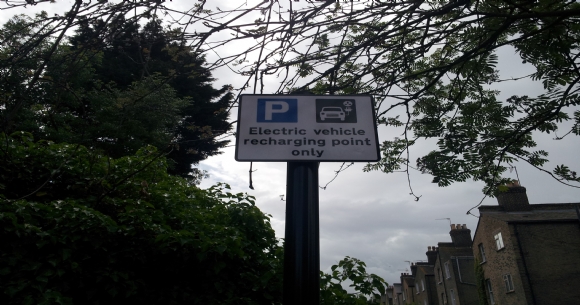 P
Electric vehicle
recharging point
only